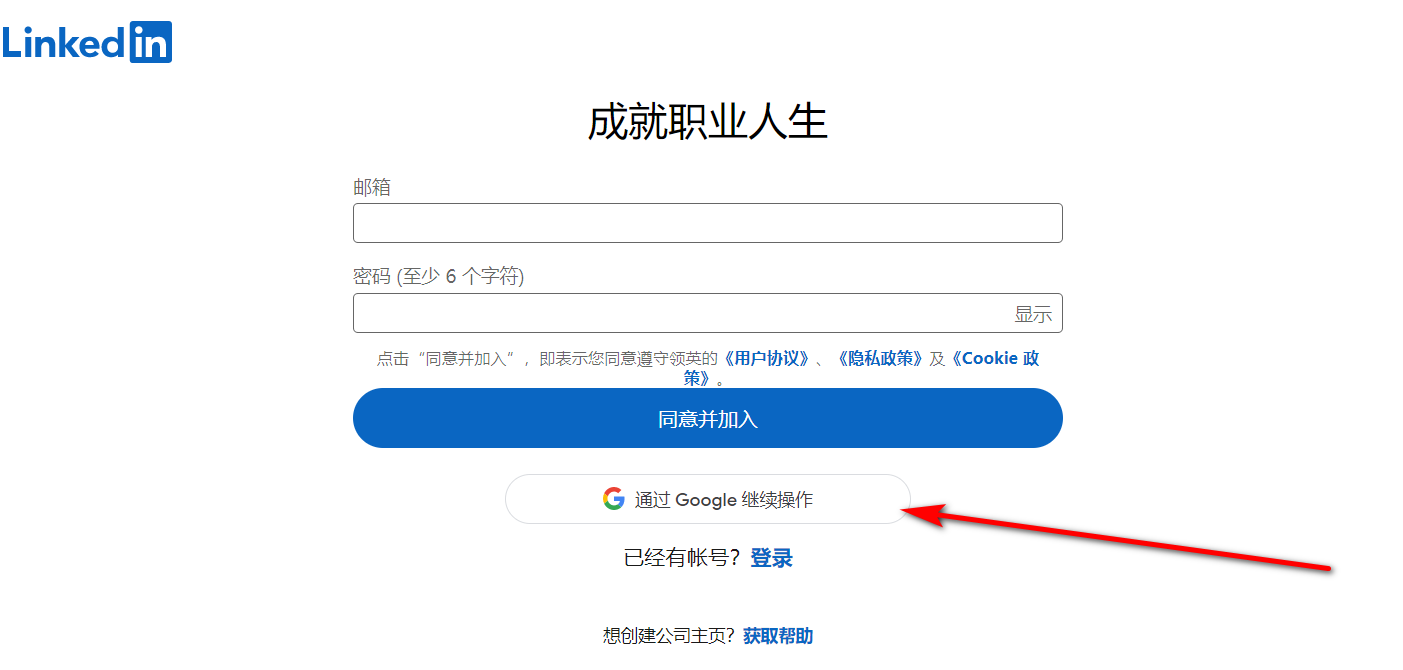 LinkedIn
成就职业人生
邮箱
密码 (至少 6 个字符)
显示
点击“同意并加入”，即表示您同意遵守领英的《用户协议》、《隐私政策》及《Cookie 政
策》。
同意并加入
通过 Google 继续操作
已经有帐号？登录
想创建公司主页？获取帮助